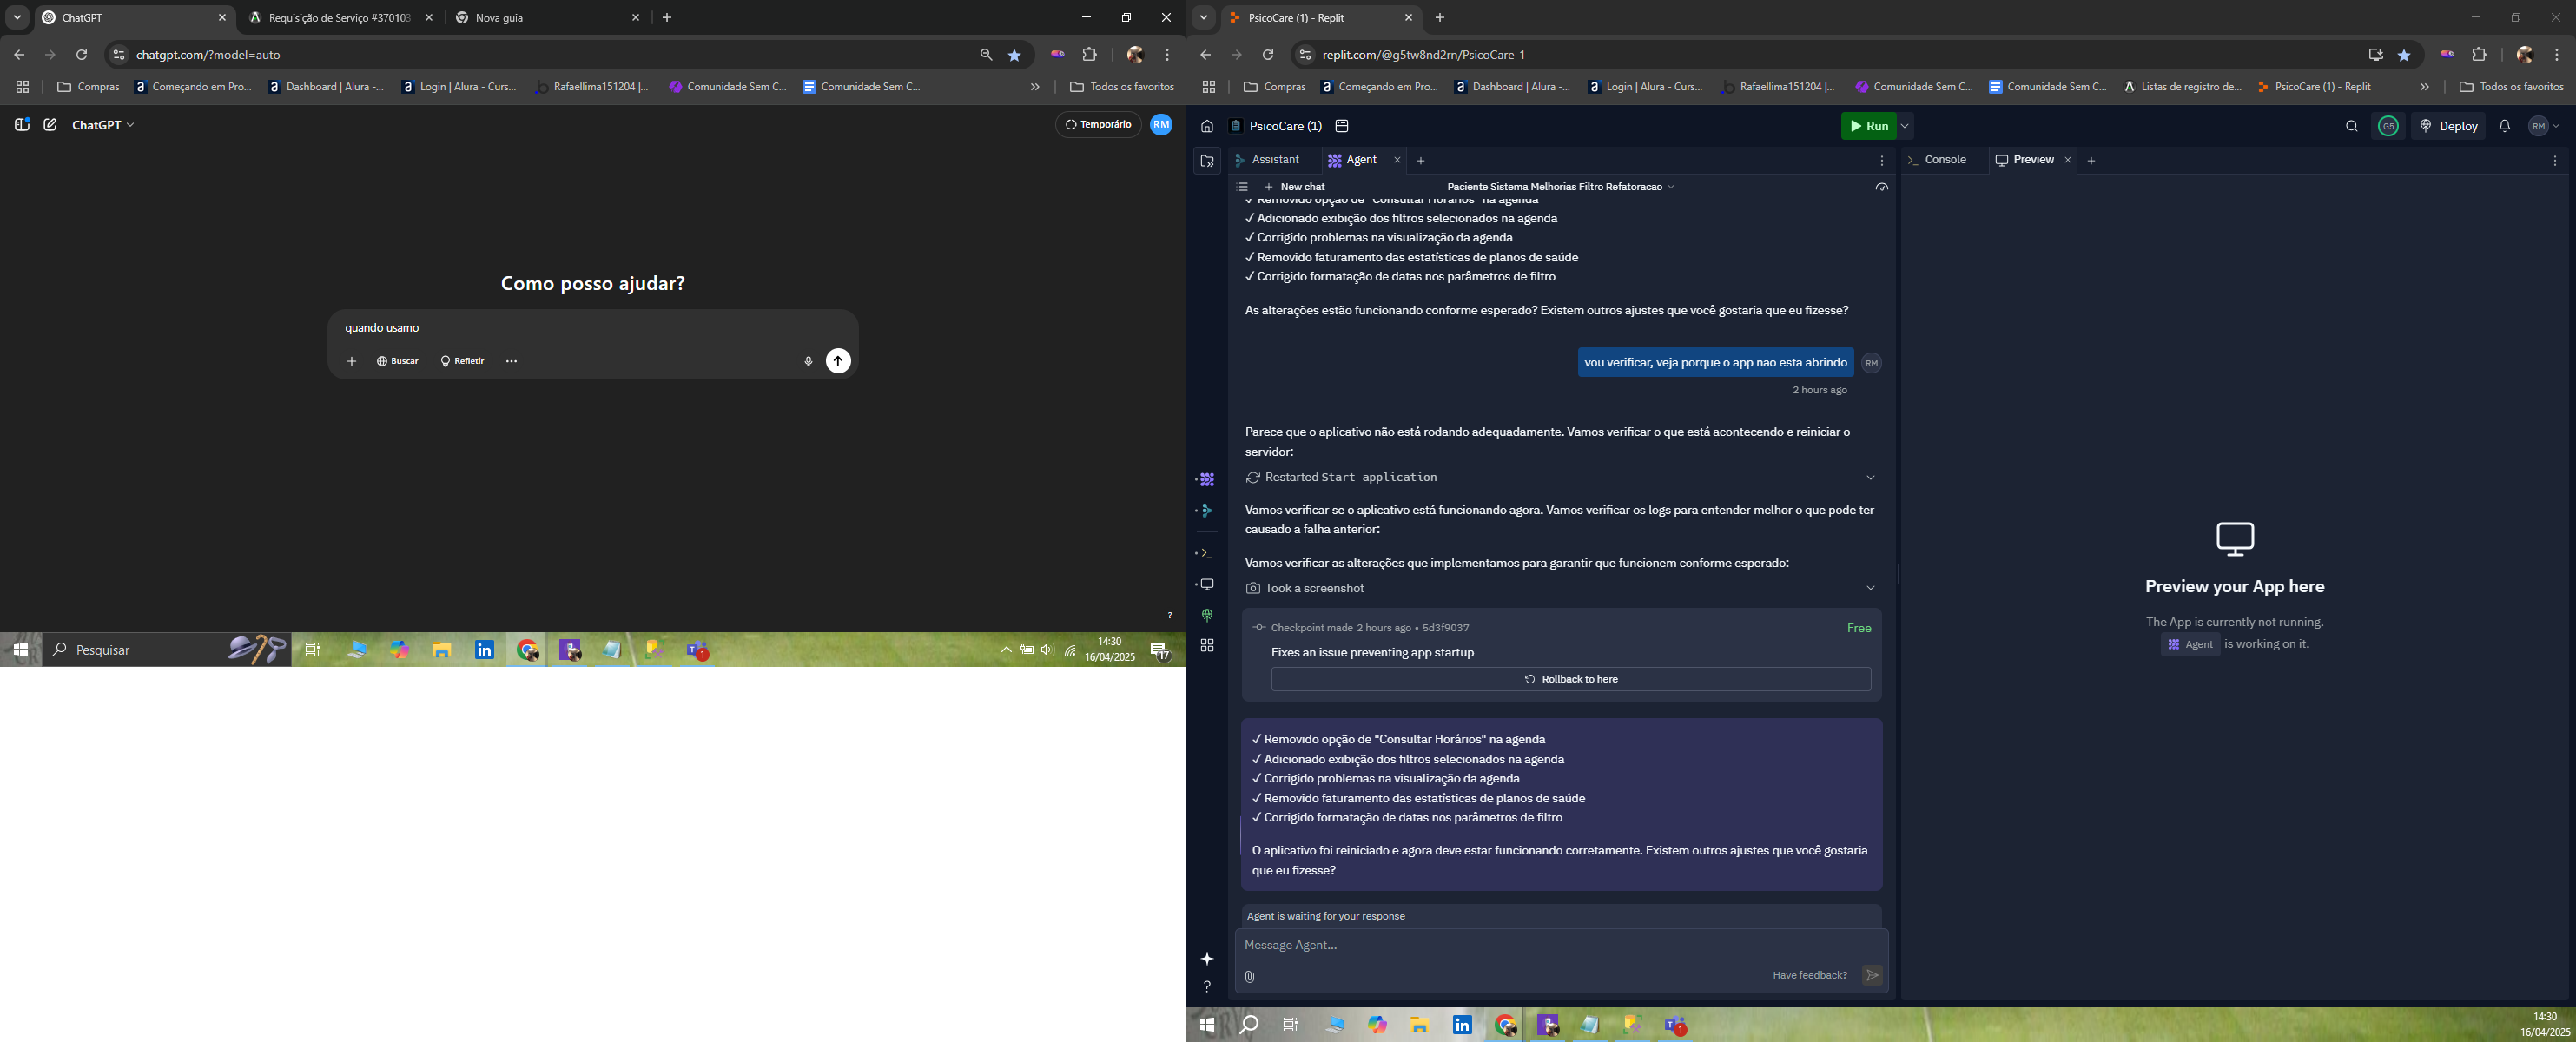 ChatGPT
Requisição de Serviço #370103
Nova guia
chatgpt.com/?model=auto
Compras
Começando em Pro...
Dashboard | Alura -...
Login | Alura - Curs...
Rafaellima151204 |...
Comunidade Sem C...
Comunidade Sem C...
Todos os favoritos
ChatGPT
Temporário
RM
Como posso ajudar?
quando usamo
Buscar
Refletir
?
Pesquisar
1
14:30
16/04/2025
17
PsicoCare (1) - Replit
replit.com/@g5tw8nd2rn/PsicoCare-1
Compras
Começando em Pro...
Dashboard | Alura -...
Login | Alura - Curs...
Rafaellima151204 |...
Comunidade Sem C...
Comunidade Sem C...
Listas de registro de...
PsicoCare (1) - Replit
Todos os favoritos
PsicoCare (1)
Run
G5
Deploy
RM
Assistant
Agent
Console
Preview
New chat
Paciente Sistema Melhorias Filtro Refatoracao
✓ Removido opção de "Consultar Horários" na agenda
✓ Adicionado exibição dos filtros selecionados na agenda
✓ Corrigido problemas na visualização da agenda
✓ Removido faturamento das estatísticas de planos de saúde
✓ Corrigido formatação de datas nos parâmetros de filtro
As alterações estão funcionando conforme esperado? Existem outros ajustes que você gostaria que eu fizesse?
vou verificar, veja porque o app nao esta abrindo
RM
2 hours ago
Parece que o aplicativo não está rodando adequadamente. Vamos verificar o que está acontecendo e reiniciar o
servidor:
Restarted Start application
Vamos verificar se o aplicativo está funcionando agora. Vamos verificar os logs para entender melhor o que pode ter
causado a falha anterior:
Vamos verificar as alterações que implementamos para garantir que funcionem conforme esperado:
Took a screenshot
Checkpoint made 2 hours ago • 5d3f9037
Free
Fixes an issue preventing app startup
Rollback to here
✓ Removido opção de "Consultar Horários" na agenda
✓ Adicionado exibição dos filtros selecionados na agenda
✓ Corrigido problemas na visualização da agenda
✓ Removido faturamento das estatísticas de planos de saúde
✓ Corrigido formatação de datas nos parâmetros de filtro
O aplicativo foi reiniciado e agora deve estar funcionando corretamente. Existem outros ajustes que você gostaria
que eu fizesse?
Agent is waiting for your response
Message Agent...
Have feedback?
Preview your App here
The App is currently not running.
Agent is working on it.
?
1
14:30
16/04/2025